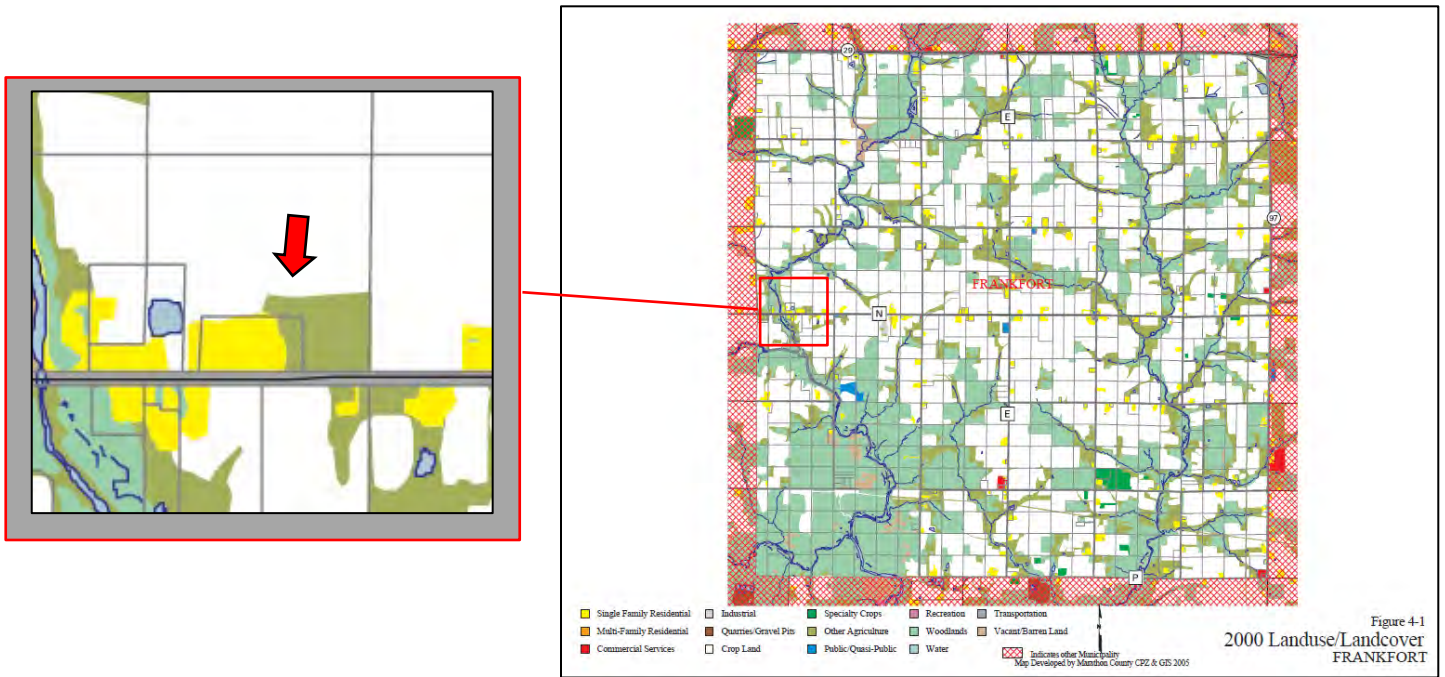 29
E
97
FRANKFORT
N
E
P
Single Family Residential
Multi-Family Residential
Commercial Services
Industrial
Quarries/Gravel Pits
Crop Land
Specialty Crops
Other Agriculture
Public/Quasi-Public
Recreation
Woodlands
Water
Transportation
Vacant/Barren Land
Indicates other Municipality
Map Developed by Marathon County CPZ & GIS 2005
Figure 4-1
2000 Landuse/Landcover
FRANKFORT